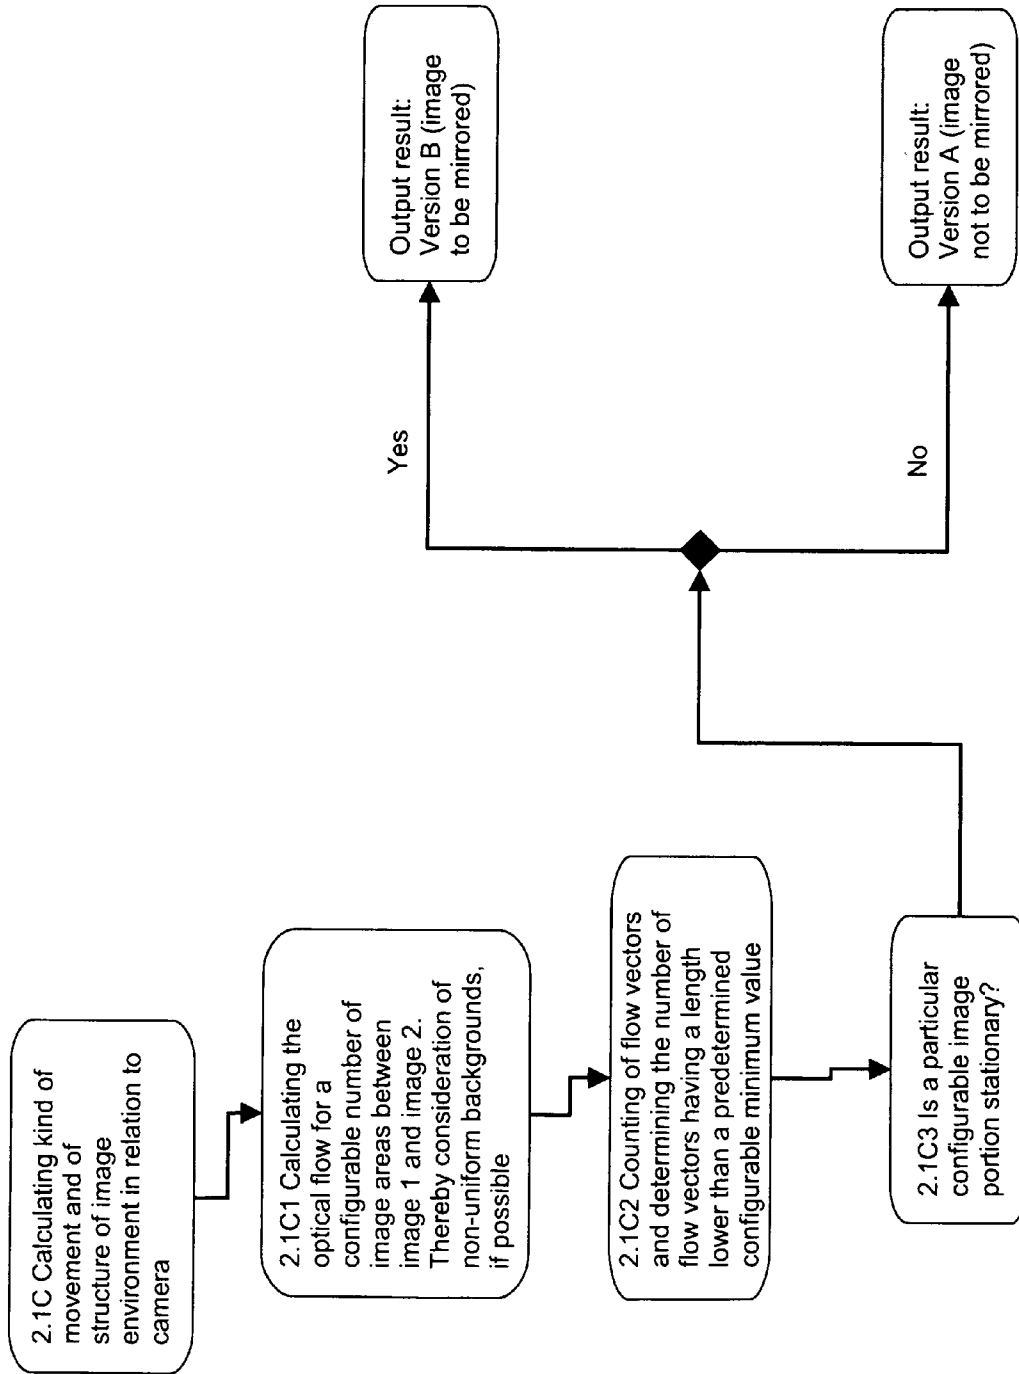 2.1C Calculating kind of
movement and of
structure of image
environment in relation to
camera
2.1C1 Calculating the
optical flow for a
configurable number of
image areas between
image 1 and image 2.
Thereby consideration of
non-uniform backgrounds,
if possible
2.1C2 Counting of flow vectors
and determining the number of
flow vectors having a length
lower than a predetermined
configurable minimum value
2.1C3 Is a particular
configurable image
portion stationary?
Yes
No
Output result:
Version B (image
to be mirrored)
Output result:
Version A (image
not to be mirrored)